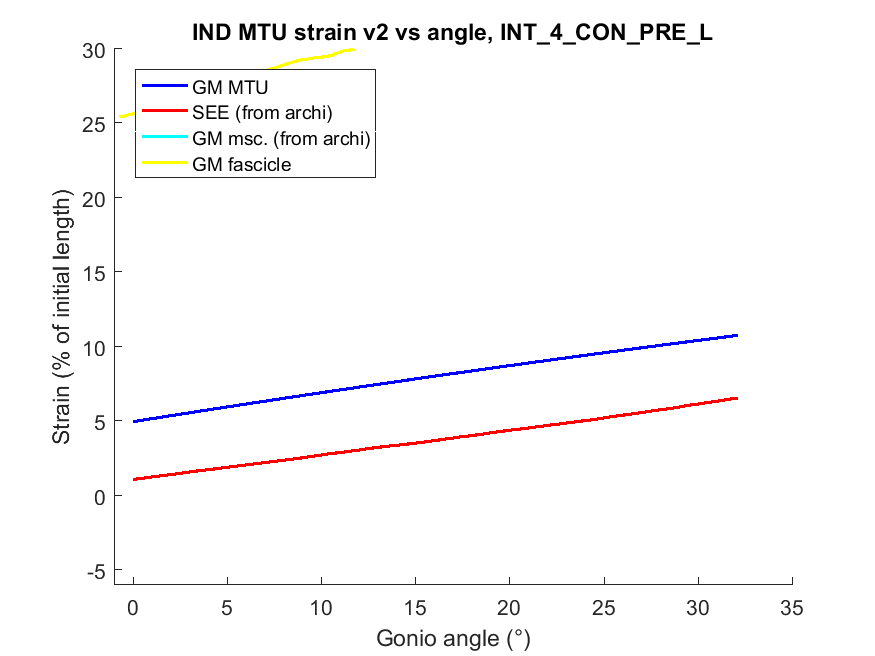 IND MTU strain v2 vs angle, INT_4_CON_PRE_L
30
25
20
15
10
5
0
-5
Strain (% of initial length)
GM MTU
SEE (from archi)
GM msc. (from archi)
GM fascicle
0 5 10 15 20 25 30 35
Gonio angle (°)